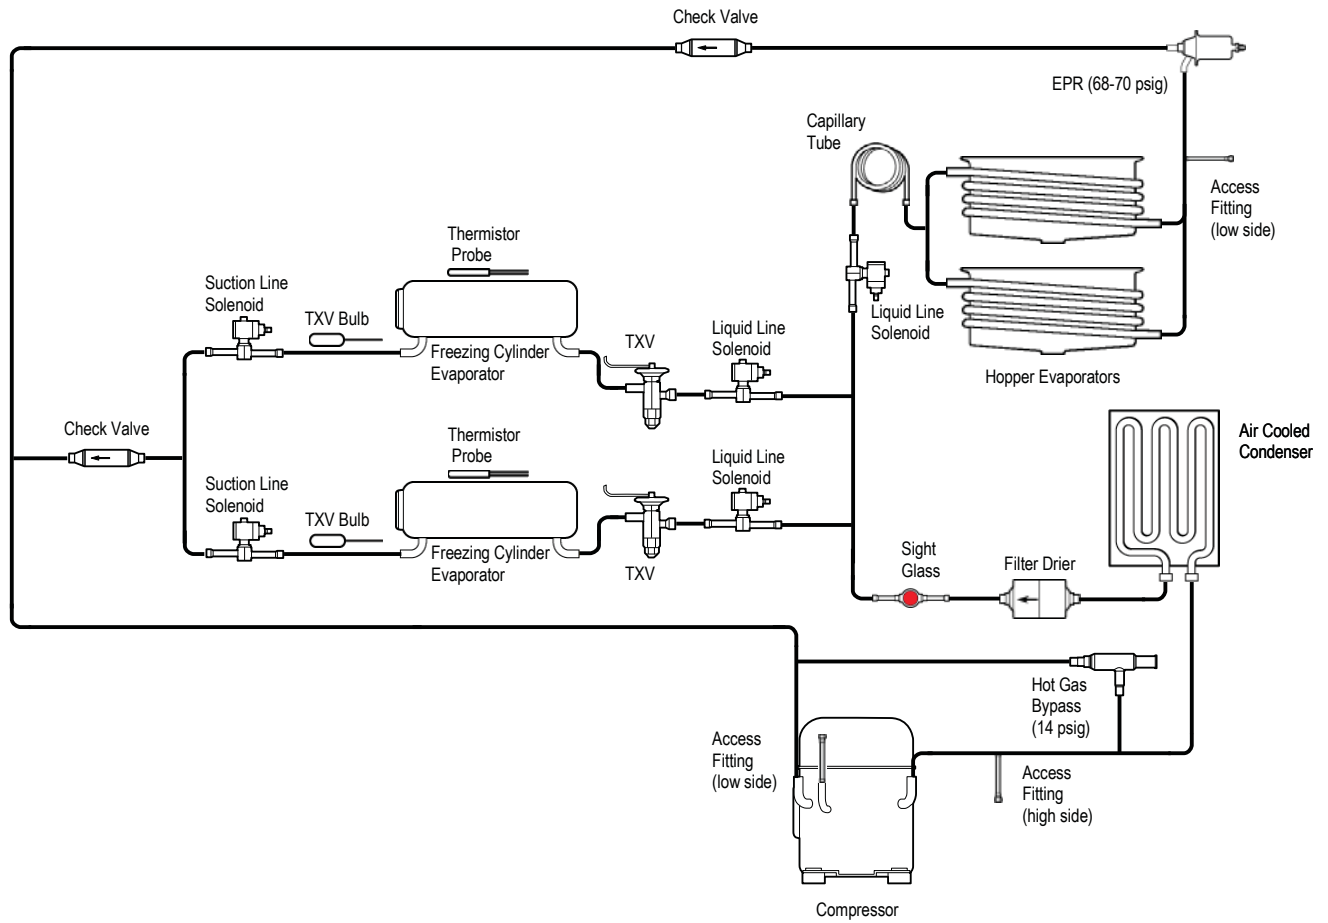 Check Valve
EPR (68-70 psig)
Capillary
Tube
Access
Fitting
(low side)
Thermistor
Probe
Suction Line
Solenoid
TXV Bulb
Freezing Cylinder
Evaporator
TXV
Liquid Line
Solenoid
Liquid Line
Solenoid
Hopper Evaporators
Check Valve
Thermistor
Probe
Suction Line
Solenoid
TXV Bulb
Freezing Cylinder
Evaporator
TXV
Liquid Line
Solenoid
Air Cooled
Condenser
Sight
Glass
Filter Drier
Hot Gas
Bypass
(14 psig)
Access
Fitting
(low side)
Access
Fitting
(high side)
Compressor